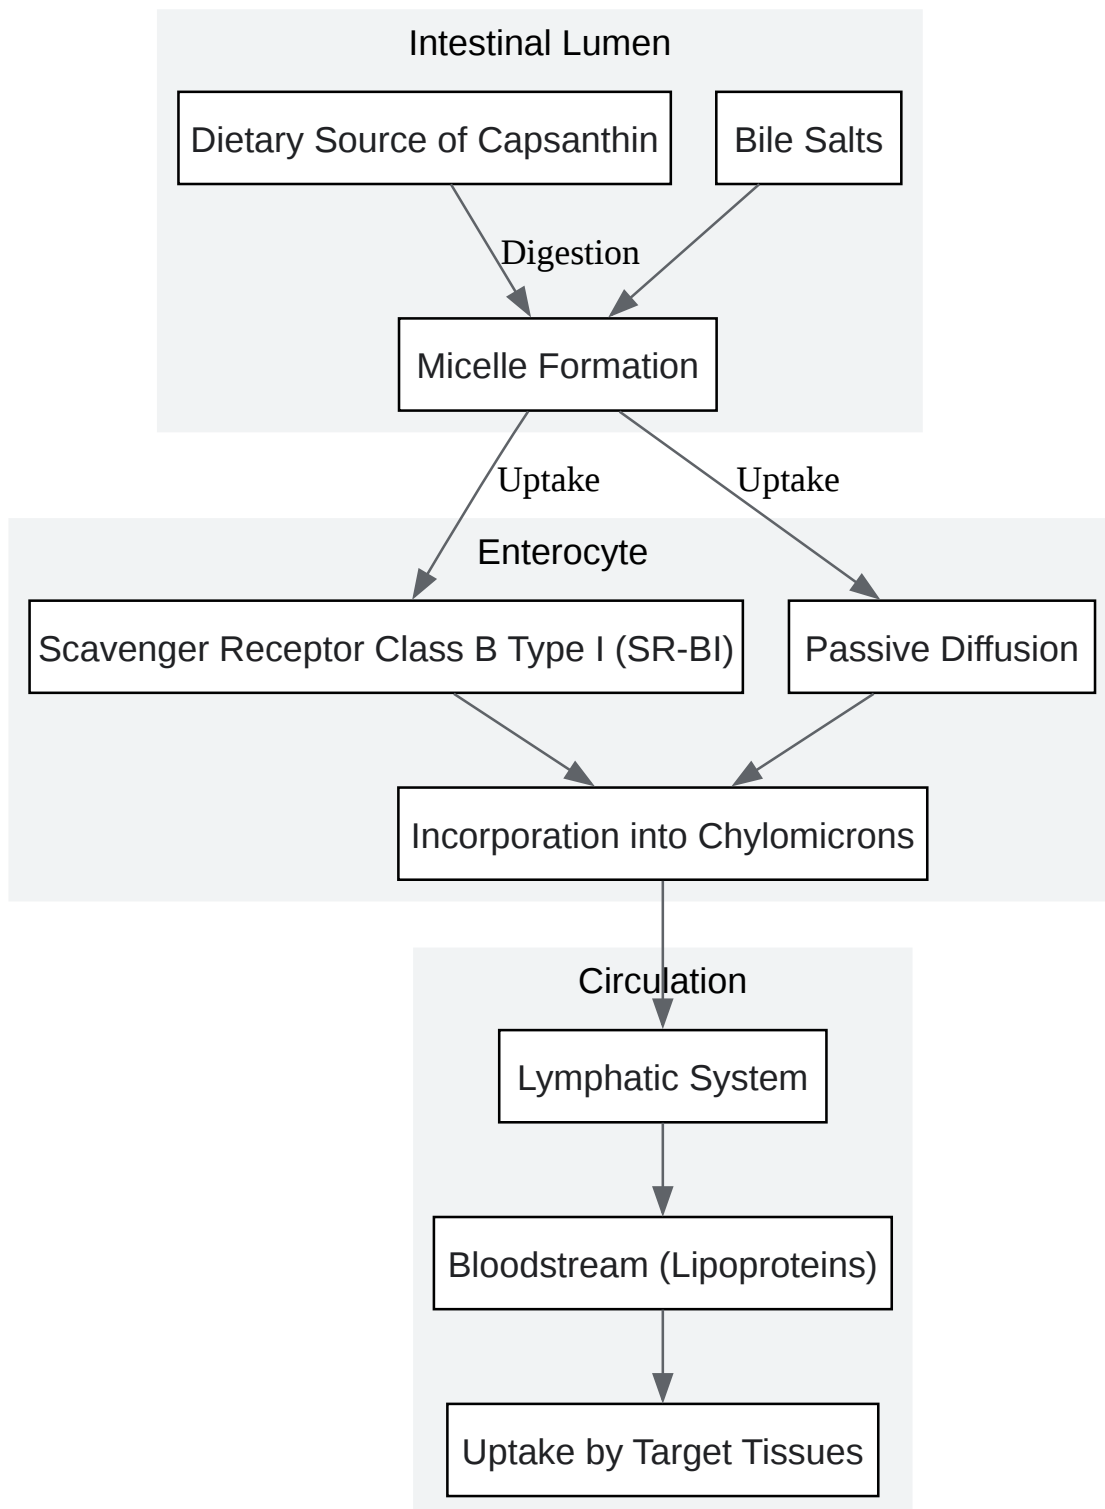 Intestinal Lumen
Dietary Source of Capsanthin
Bile Salts
Digestion
Micelle Formation
Uptake
Uptake
Enterocyte
Scavenger Receptor Class B Type I (SR-BI)
Passive Diffusion
Incorporation into Chylomicrons
Circulation
Lymphatic System
Bloodstream (Lipoproteins)
Uptake by Target Tissues